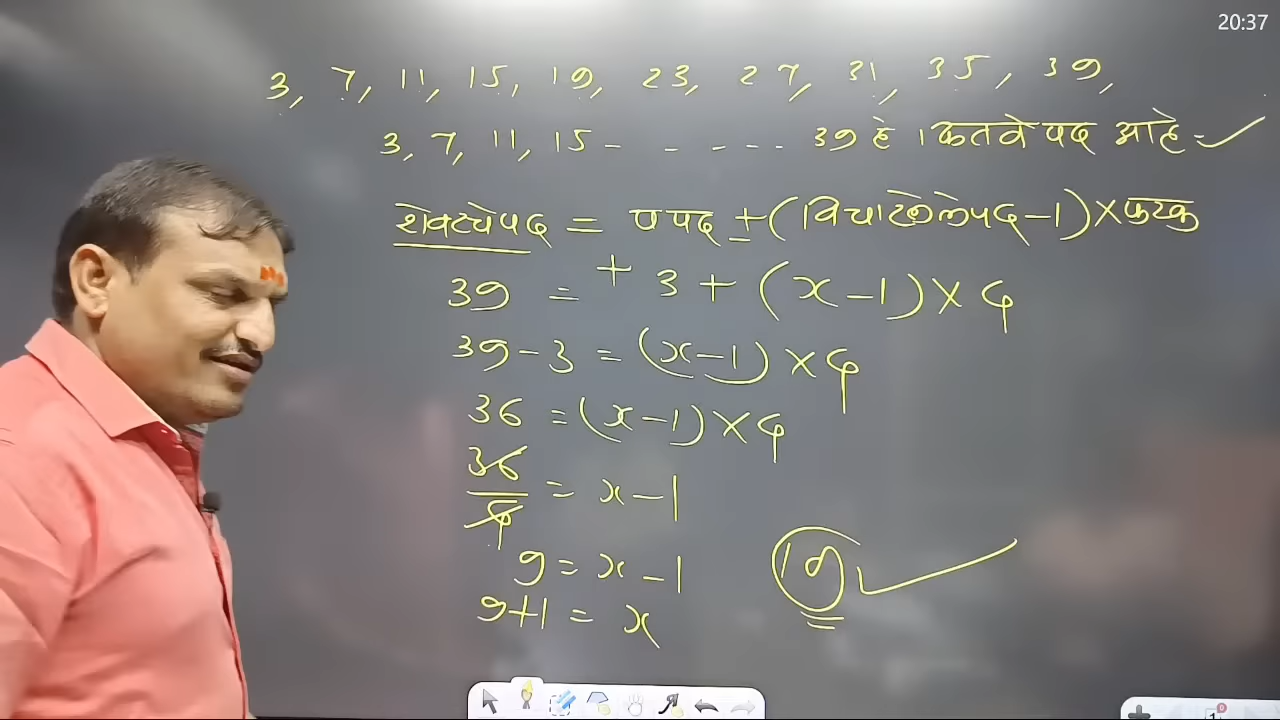 20:37
3, 7, 11, 15, 19, 23, 27, 31, 35, 39,
3, 7, 11, 15 - - - - - - 39 हे कितवे पद आहे - ✓
शेवटचेपद = प पद ± (विचारलेलेपद - 1) × फरक
39 = + 3 + (x - 1) × 4
39 - 3 = (x - 1) × 4
36 = (x - 1) × 4
36/4 = x - 1
9 = x - 1
9 + 1 = x
10 ✓